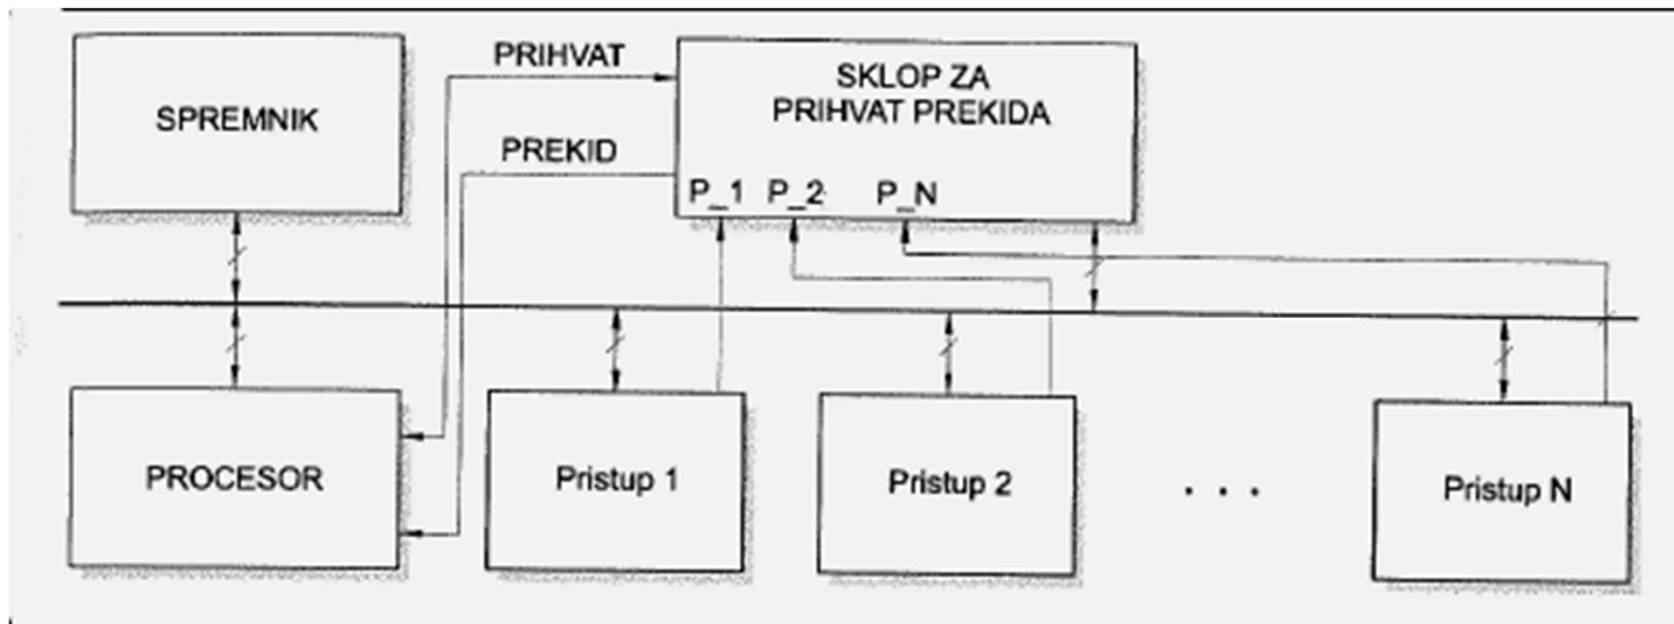 SPREMNIK
PRIHVAT
PREKID
SKLOP ZA
PRIHVAT PREKIDA
P_1 P_2 P_N
PROCESOR
Pristup 1
Pristup 2
. . .
Pristup N